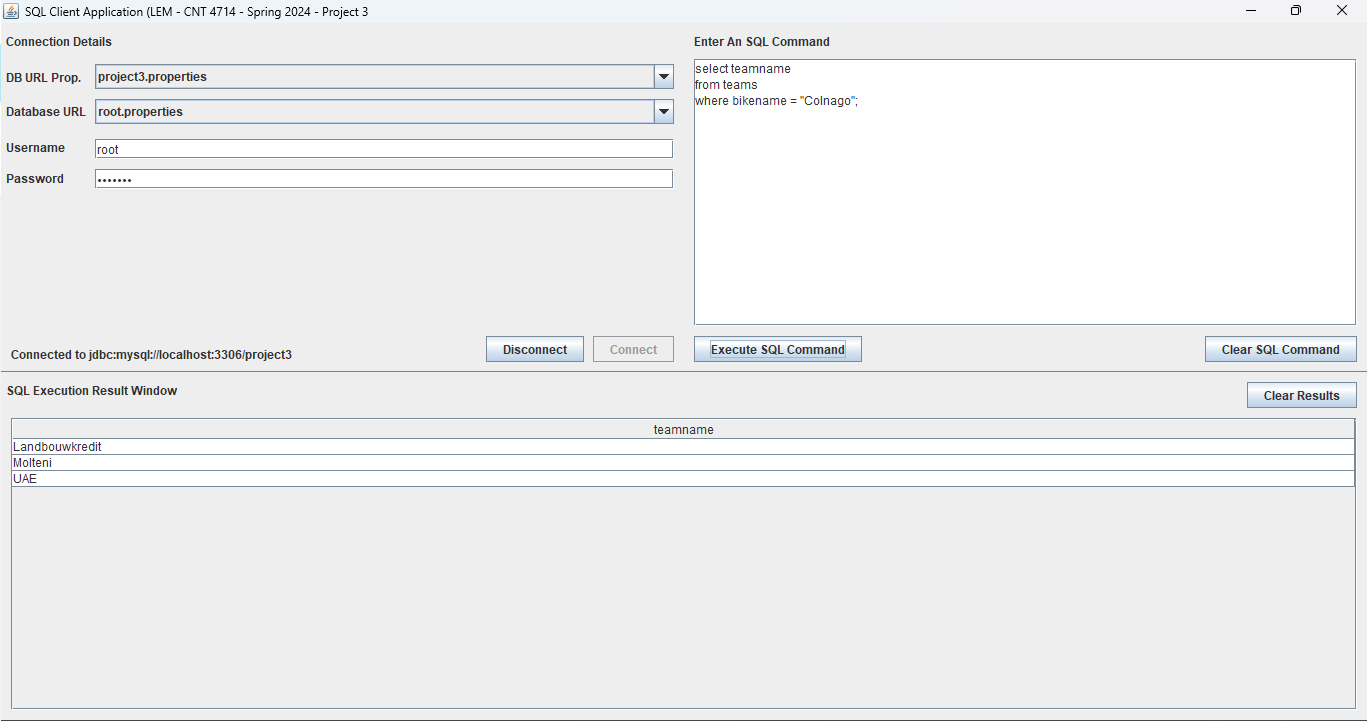 SQL Client Application (LEM - CNT 4714 - Spring 2024 - Project 3
Connection Details
DB URL Prop.
project3.properties
Database URL
root.properties
Username
root
Password
•••••••
Connected to jdbc:mysql://localhost:3306/project3
Disconnect
Connect
Enter An SQL Command
select teamname
from teams
where bikename = "Colnago";
Execute SQL Command
Clear SQL Command
SQL Execution Result Window
Clear Results
teamname
Landbouwkredit
Molteni
UAE